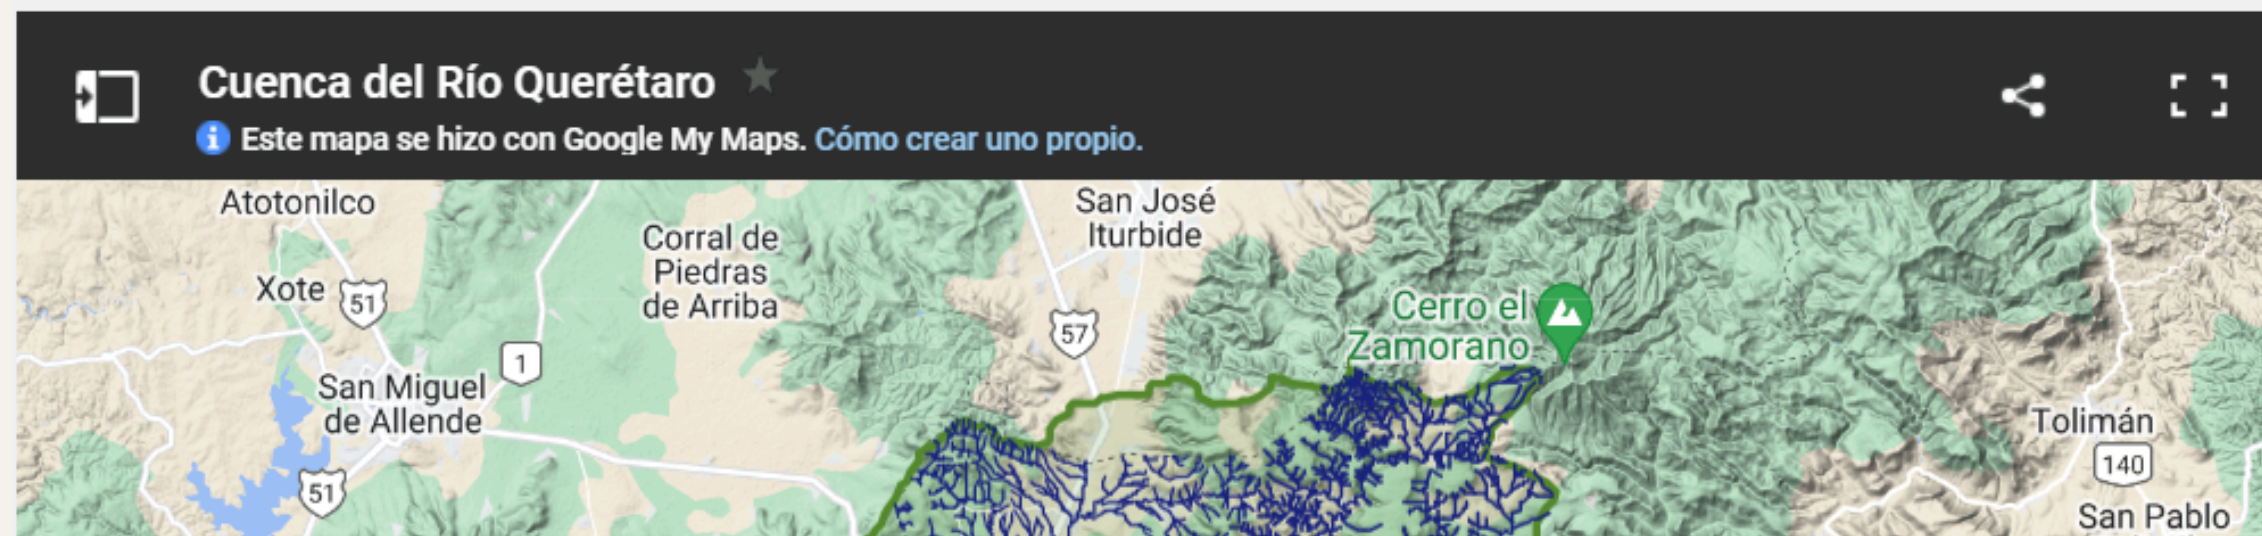 Cuenca del Río Querétaro
Este mapa se hizo con Google My Maps. Cómo crear uno propio.
Atotonilco
San José
Iturbide
Corral de
Piedras
de Arriba
Xote
51
57
Cerro el
Zamorano
1
San Miguel
de Allende
Tolimán
140
51
San Pablo